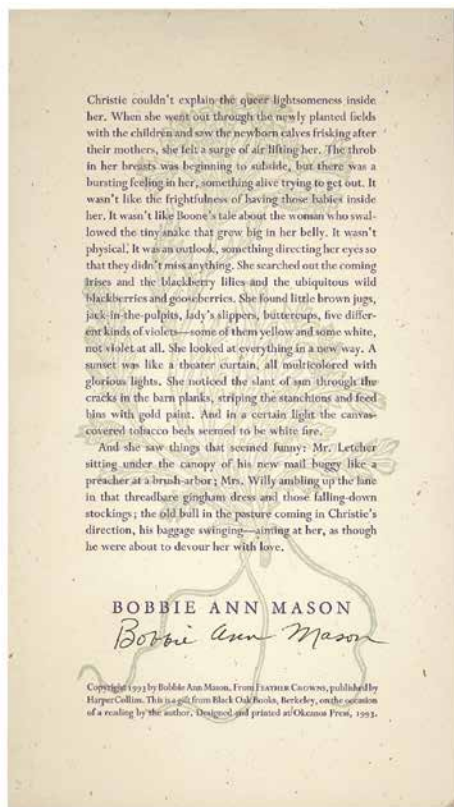 Christie couldn't explain the queer lightsomeness inside
her. When she went out through the newly planted fields
with the children and saw the newborn calves frisking after
their mothers, she felt a surge of air lifting her. The throb
in her breasts was beginning to subside, but there was a
bursting feeling in her, something alive trying to get out. It
wasn't like the frightfulness of having those babies inside
her. It wasn't like Boone's tale about the woman who swal-
lowed the tiny snake that grew big in her belly. It wasn't
physical. It was an outlook, something directing her eyes so
that they didn't miss anything. She searched out the coming
irises and the blackberry lilies and the ubiquitous wild
blackberries and gooseberries. She found little brown jugs,
jack-in-the-pulpits, lady's slippers, buttercups, five differ-
ent kinds of violets—some of them yellow and some white,
not violet at all. She looked at everything in a new way. A
sunset was like a theater curtain, all multicolored with
glorious lights. She noticed the slant of sun through the
cracks in the barn planks, striping the stanchions and feed
bins with gold paint. And in a certain light the canvas-
covered tobacco beds seemed to be white fire.
And she saw things that seemed funny: Mr. Letcher
sitting under the canopy of his new mail buggy like a
preacher at a brush-arbor; Mrs. Willy ambling up the lane
in that threadbare gingham dress and those falling-down
stockings; the old bull in the pasture coming in Christie's
direction, his baggage swinging—aiming at her, as though
he were about to devour her with love.
BOBBIE ANN MASON
Bobbie Ann Mason
Copyright 1993 by Bobbie Ann Mason. From FEATHER CROWNS, published by
HarperCollins. This is a gift from Black Oak Books, Berkeley, on the occasion
of a reading by the author. Designed and printed at Okeanos Press, 1993.